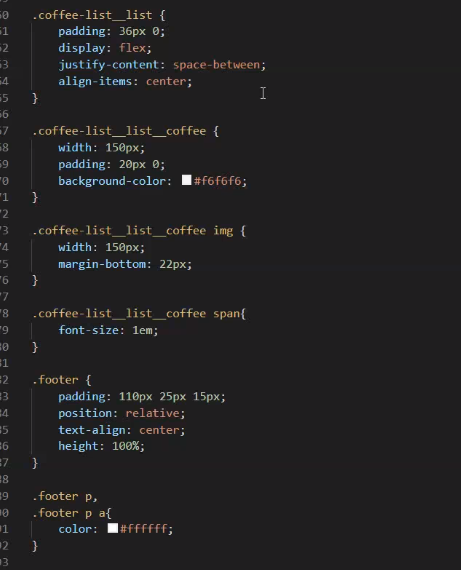 .coffee-list__list {
61 padding: 36px 0;
62 display: flex;
63 justify-content: space-between;
64 align-items: center;
65 }
66
67 .coffee-list__list__coffee {
68 width: 150px;
69 padding: 20px 0;
70 background-color: #f6f6f6;
71 }
72
73 .coffee-list__list__coffee img {
74 width: 150px;
75 margin-bottom: 22px;
76 }
77
78 .coffee-list__list__coffee span{
79 font-size: 1em;
80 }
81
82 .footer {
83 padding: 110px 25px 15px;
84 position: relative;
85 text-align: center;
86 height: 100%;
87 }
88
89 .footer p,
90 .footer p a{
91 color: #ffffff;
92 }
93